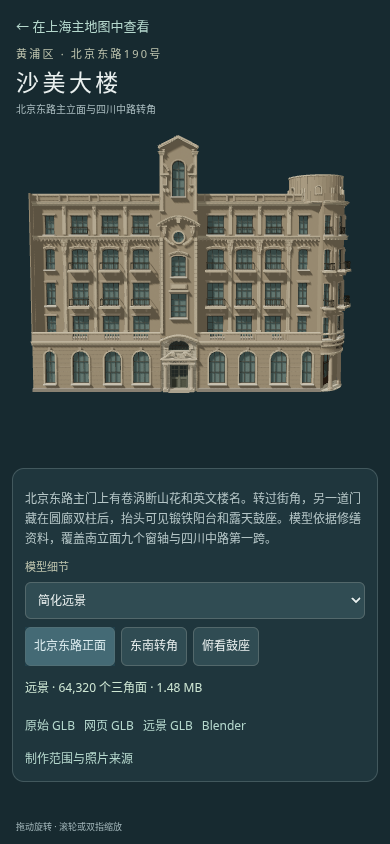 ← 在上海主地图中查看
黄浦区 · 北京东路190号
沙美大楼
北京东路主立面与四川中路转角
北京东路主门上有卷涡断山花和英文楼名。转过街角，另一道门
藏在圆廊双柱后，抬头可见锻铁阳台和露天鼓座。模型依据修缮
资料，覆盖南立面九个窗轴与四川中路第一跨。
模型细节
简化远景
北京东路正面 东南转角 俯看鼓座
远景 · 64,320 个三角面 · 1.48 MB
原始 GLB 网页 GLB 远景 GLB Blender
制作范围与照片来源
拖动旋转 · 滚轮或双指缩放